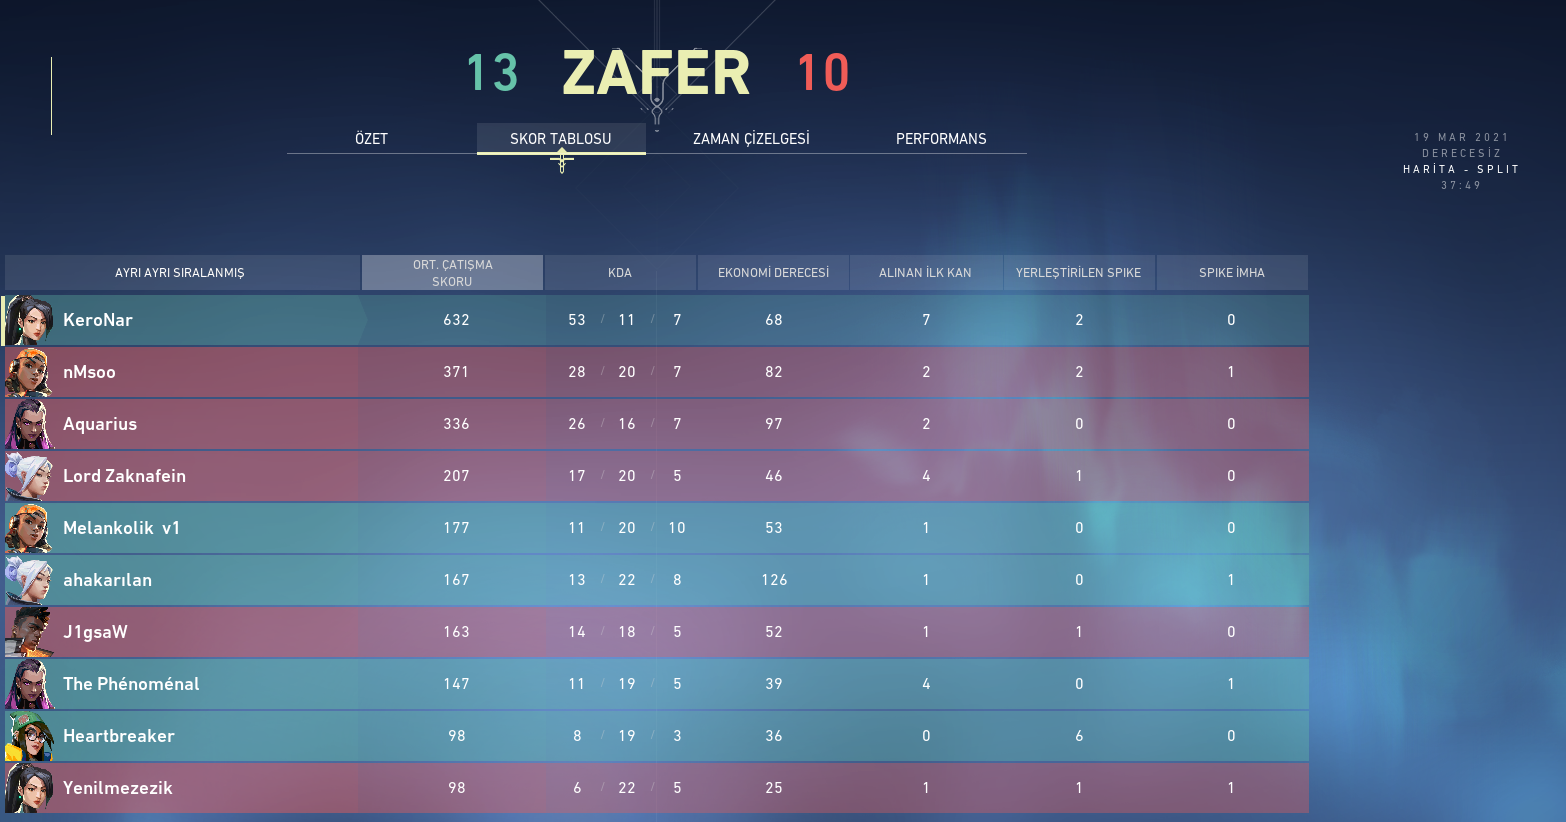 13 ZAFER 10
ÖZET SKOR TABLOSU ZAMAN ÇİZELGESİ PERFORMANS
19 MAR 2021
DERECESİZ
HARİTA - SPLIT
37:49
AYRI AYRI SIRALANMIŞ ORT. ÇATIŞMA SKORU KDA EKONOMİ DERECESİ ALINAN İLK KAN YERLEŞTİRİLEN SPIKE SPIKE İMHA
KeroNar 632 53 / 11 / 7 68 7 2 0
nMsoo 371 28 / 20 / 7 82 2 2 1
Aquarius 336 26 / 16 / 7 97 2 0 0
Lord Zaknafein 207 17 / 20 / 5 46 4 1 0
Melankolik v1 177 11 / 20 / 10 53 1 0 0
ahakarılan 167 13 / 22 / 8 126 1 0 1
J1gsaW 163 14 / 18 / 5 52 1 1 0
The Phénoménal 147 11 / 19 / 5 39 4 0 1
Heartbreaker 98 8 / 19 / 3 36 0 6 0
Yenilmezezik 98 6 / 22 / 5 25 1 1 1